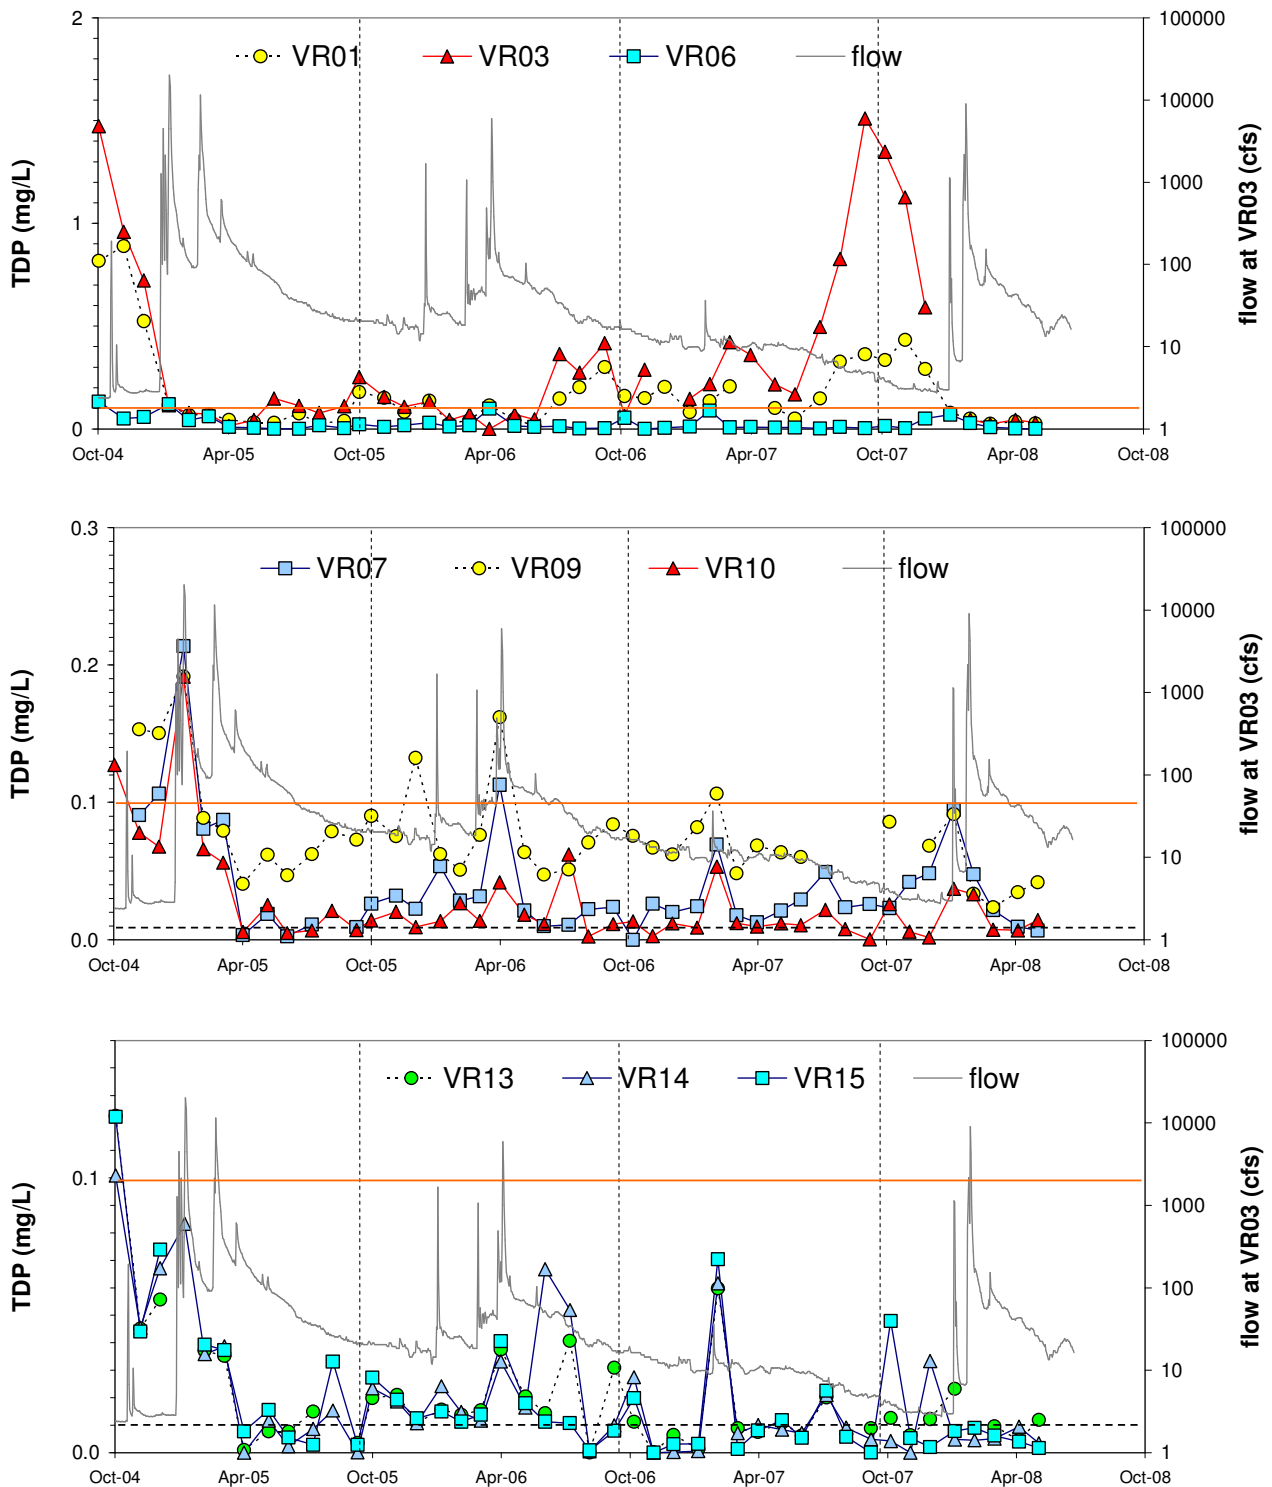 2
100000
VR01
VR03
VR06
flow
10000
1000
1
100
10
0
1
TDP (mg/L)
flow at VR03 (cfs)
Oct-04
Apr-05
Oct-05
Apr-06
Oct-06
Apr-07
Oct-07
Apr-08
Oct-08
0.3
100000
VR07
VR09
VR10
flow
10000
0.2
1000
100
0.1
10
0.0
1
TDP (mg/L)
flow at VR03 (cfs)
Oct-04
Apr-05
Oct-05
Apr-06
Oct-06
Apr-07
Oct-07
Apr-08
Oct-08
100000
VR13
VR14
VR15
flow
10000
0.1
1000
100
10
0.0
1
TDP (mg/L)
flow at VR03 (cfs)
Oct-04
Apr-05
Oct-05
Apr-06
Oct-06
Apr-07
Oct-07
Apr-08
Oct-08